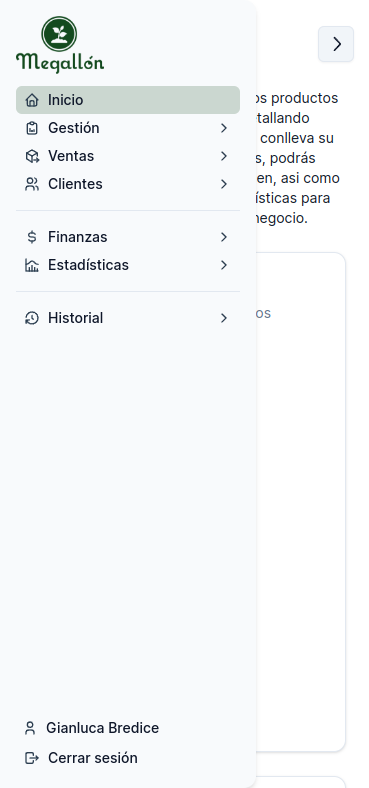 Megallón
Inicio
Gestión
Ventas
Clientes
Finanzas
Estadísticas
Historial
Gianluca Bredice
Cerrar sesión
os productos
tallando
conlleva su
s, podrás
en, asi como
ísticas para
negocio.
os